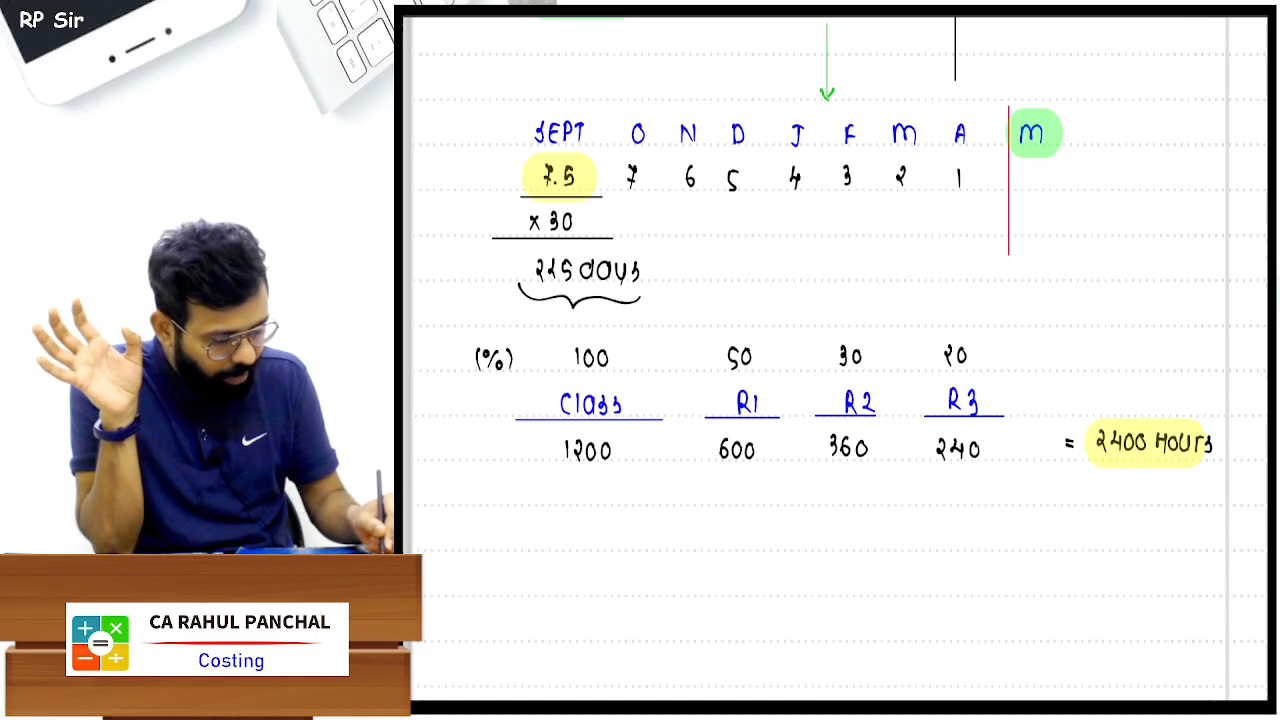 RP Sir
SEPT O N D J F M A M
7.5 7 6 5 4 3 2 1
× 30
225 days
(%) 100 50 30 20
Class R1 R2 R3
1200 600 360 240 = 2400 HOURS
CA RAHUL PANCHAL
Costing